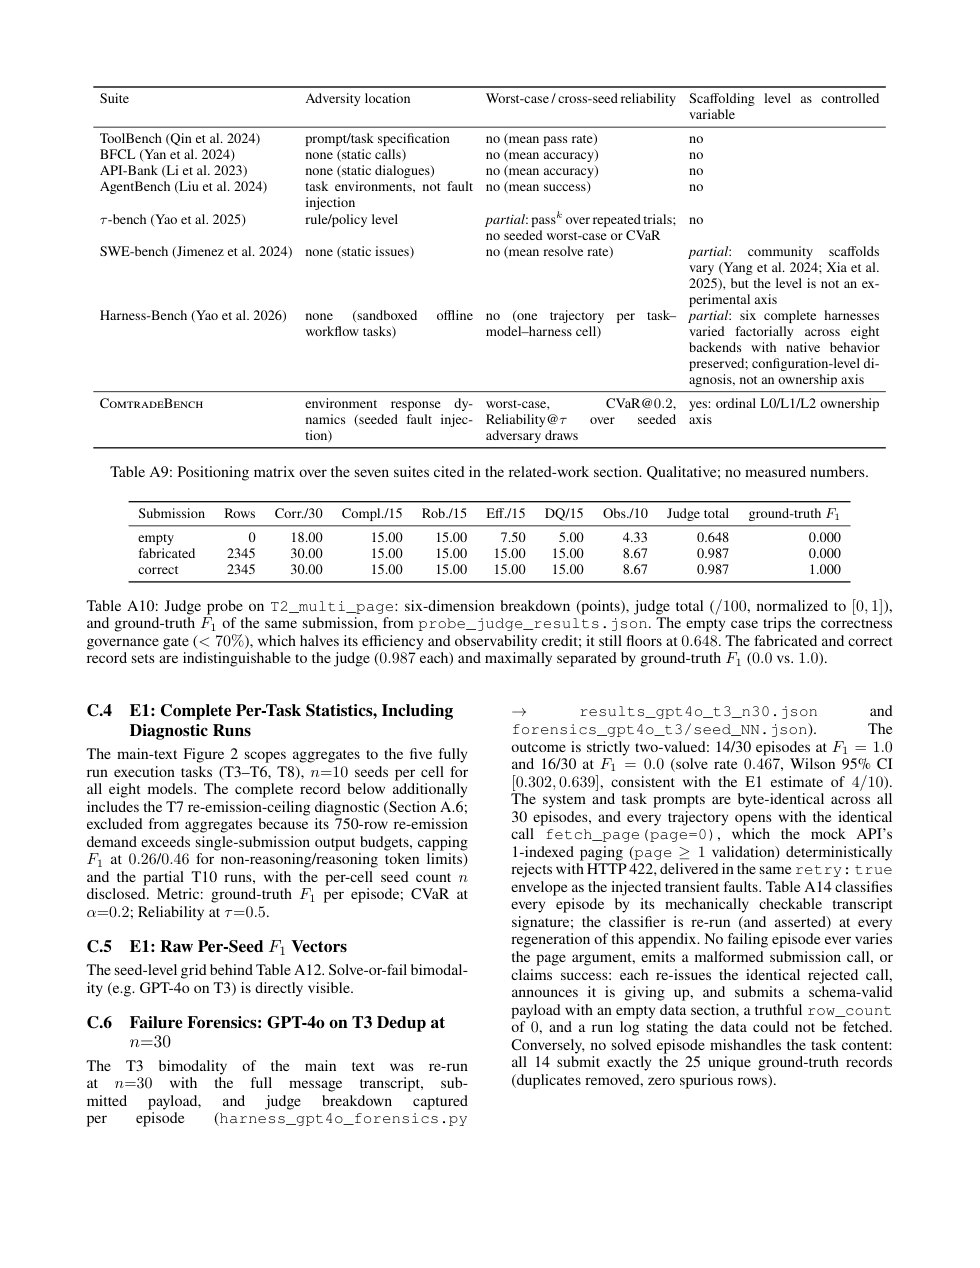 Suite Adversity location Worst-case / cross-seed reliability Scaffolding level as controlled
variable
ToolBench (Qin et al. 2024) prompt/task specification no (mean pass rate) no
BFCL (Yan et al. 2024) none (static calls) no (mean accuracy) no
API-Bank (Li et al. 2023) none (static dialogues) no (mean accuracy) no
AgentBench (Liu et al. 2024) task environments, not fault no (mean success) no
injection
τ-bench (Yao et al. 2025) rule/policy level partial: pass^k over repeated trials; no
no seeded worst-case or CVaR
SWE-bench (Jimenez et al. 2024) none (static issues) no (mean resolve rate) partial: community scaffolds
vary (Yang et al. 2024; Xia et al.
2025), but the level is not an ex-
perimental axis
Harness-Bench (Yao et al. 2026) none (sandboxed offline no (one trajectory per task– partial: six complete harnesses
workflow tasks) model–harness cell) varied factorially across eight
backends with native behavior
preserved; configuration-level di-
agnosis, not an ownership axis
COMTRADEBENCH environment response dy- worst-case, CVaR@0.2, yes: ordinal L0/L1/L2 ownership
namics (seeded fault injec- Reliability@τ over seeded axis
tion) adversary draws
Table A9: Positioning matrix over the seven suites cited in the related-work section. Qualitative; no measured numbers.
Submission Rows Corr./30 Compl./15 Rob./15 Eff./15 DQ/15 Obs./10 Judge total ground-truth F1
empty 0 18.00 15.00 15.00 7.50 5.00 4.33 0.648 0.000
fabricated 2345 30.00 15.00 15.00 15.00 15.00 8.67 0.987 0.000
correct 2345 30.00 15.00 15.00 15.00 15.00 8.67 0.987 1.000
Table A10: Judge probe on T2_multi_page: six-dimension breakdown (points), judge total (/100, normalized to [0, 1]),
and ground-truth F1 of the same submission, from probe_judge_results.json. The empty case trips the correctness
governance gate (< 70%), which halves its efficiency and observability credit; it still floors at 0.648. The fabricated and correct
record sets are indistinguishable to the judge (0.987 each) and maximally separated by ground-truth F1 (0.0 vs. 1.0).
C.4 E1: Complete Per-Task Statistics, Including
Diagnostic Runs
The main-text Figure 2 scopes aggregates to the five fully
run execution tasks (T3–T6, T8), n=10 seeds per cell for
all eight models. The complete record below additionally
includes the T7 re-emission-ceiling diagnostic (Section A.6;
excluded from aggregates because its 750-row re-emission
demand exceeds single-submission output budgets, capping
F1 at 0.26/0.46 for non-reasoning/reasoning token limits)
and the partial T10 runs, with the per-cell seed count n
disclosed. Metric: ground-truth F1 per episode; CVaR at
α=0.2; Reliability at τ=0.5.
C.5 E1: Raw Per-Seed F1 Vectors
The seed-level grid behind Table A12. Solve-or-fail bimodal-
ity (e.g. GPT-4o on T3) is directly visible.
C.6 Failure Forensics: GPT-4o on T3 Dedup at
n=30
The T3 bimodality of the main text was re-run
at n=30 with the full message transcript, sub-
mitted payload, and judge breakdown captured
per episode (harness_gpt4o_forensics.py
→ results_gpt4o_t3_n30.json and
forensics_gpt4o_t3/seed_NN.json). The
outcome is strictly two-valued: 14/30 episodes at F1 = 1.0
and 16/30 at F1 = 0.0 (solve rate 0.467, Wilson 95% CI
[0.302, 0.639], consistent with the E1 estimate of 4/10).
The system and task prompts are byte-identical across all
30 episodes, and every trajectory opens with the identical
call fetch_page(page=0), which the mock API’s
1-indexed paging (page ≥ 1 validation) deterministically
rejects with HTTP 422, delivered in the same retry: true
envelope as the injected transient faults. Table A14 classifies
every episode by its mechanically checkable transcript
signature; the classifier is re-run (and asserted) at every
regeneration of this appendix. No failing episode ever varies
the page argument, emits a malformed submission call, or
claims success: each re-issues the identical rejected call,
announces it is giving up, and submits a schema-valid
payload with an empty data section, a truthful row_count
of 0, and a run log stating the data could not be fetched.
Conversely, no solved episode mishandles the task content:
all 14 submit exactly the 25 unique ground-truth records
(duplicates removed, zero spurious rows).